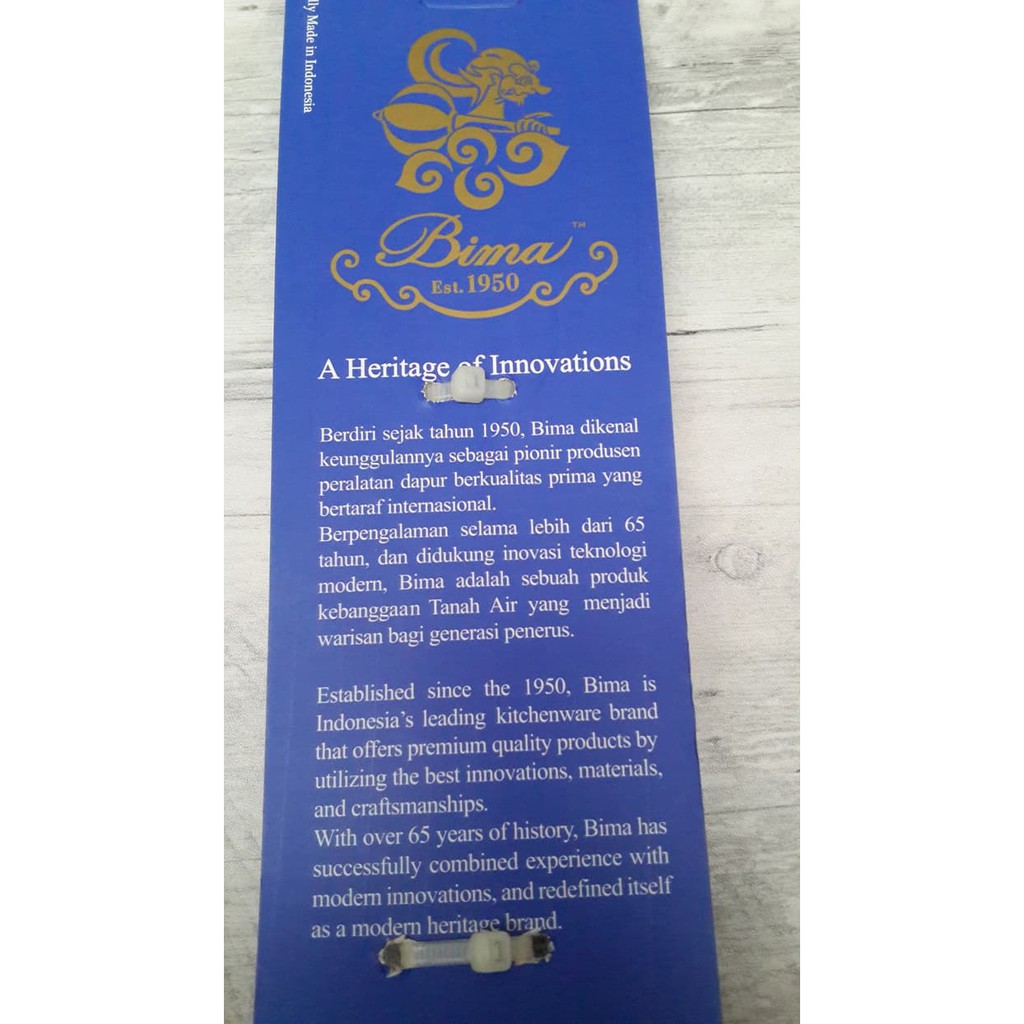 Made in Indonesia
Bima™
Est. 1950
A Heritage of Innovations
Berdiri sejak tahun 1950, Bima dikenal
keunggulannya sebagai pionir produsen
peralatan dapur berkualitas prima yang
bertaraf internasional.
Berpengalaman selama lebih dari 65
tahun, dan didukung inovasi teknologi
modern, Bima adalah sebuah produk
kebanggaan Tanah Air yang menjadi
warisan bagi generasi penerus.
Established since the 1950, Bima is
Indonesia's leading kitchenware brand
that offers premium quality products by
utilizing the best innovations, materials,
and craftsmanships.
With over 65 years of history, Bima has
successfully combined experience with
modern innovations, and redefined itself
as a modern heritage brand.